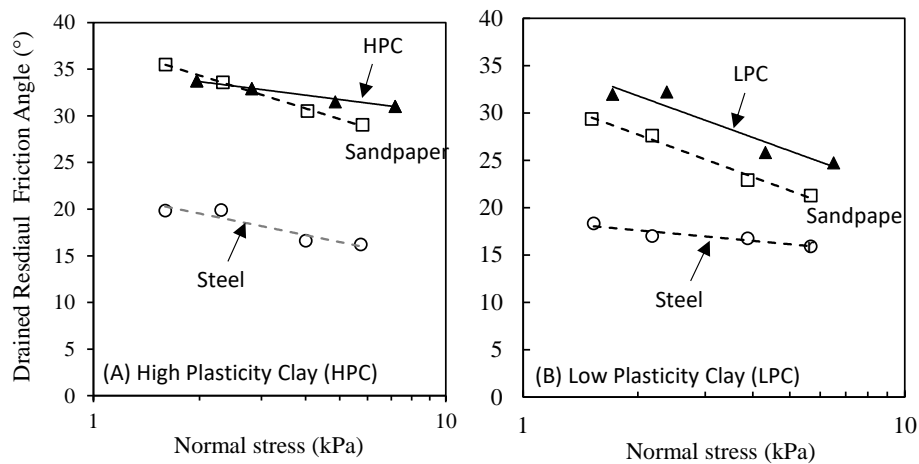 Drained Resdiaul Friction Angle (°)
40
35
30
25
20
15
10
5
0
HPC
Sandpaper
Steel
(A) High Plasticity Clay (HPC)
1
10
Normal stress (kPa)
40
35
30
25
20
15
10
5
0
LPC
Sandpape
Steel
(B) Low Plasticity Clay (LPC)
1
10
Normal stress (kPa)